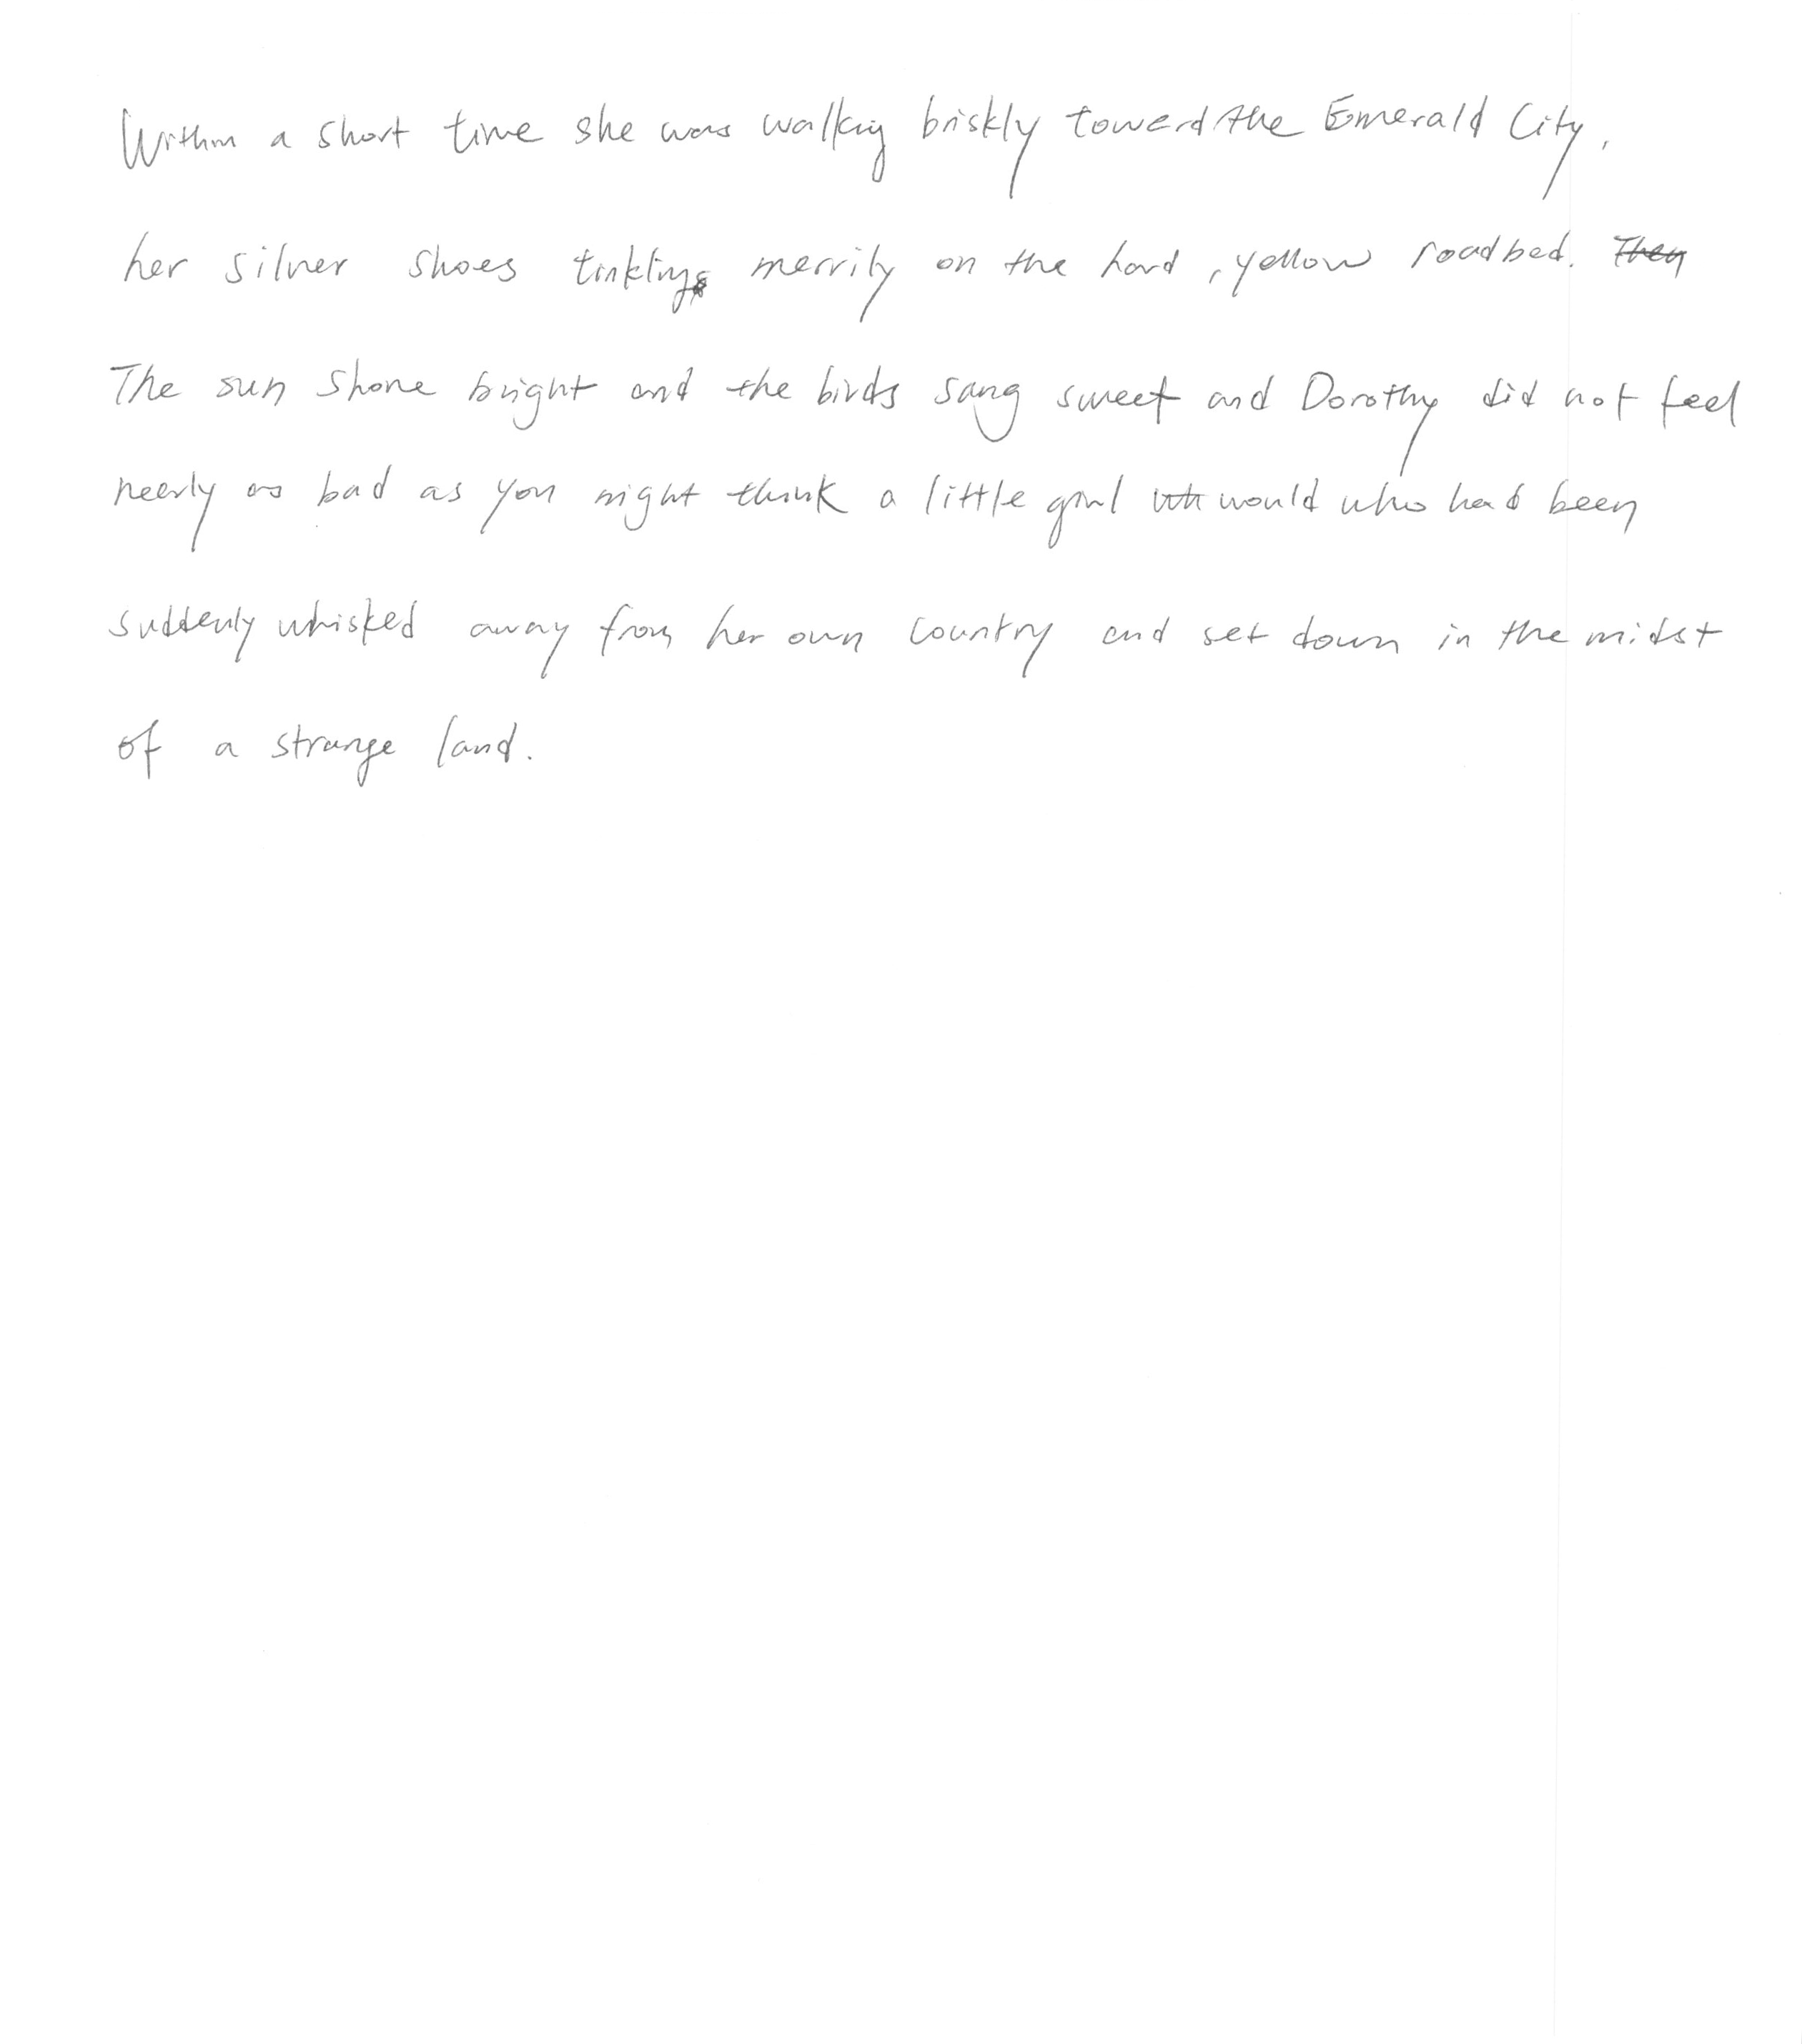 Within a short time she was walking briskly toward the Emerald City,
her silver shoes tinkling merrily on the hard, yellow roadbed. They
The sun shone bright and the birds sang sweet and Dorothy did not feel
nearly as bad as you might think a little girl wh would who had been
suddenly whisked away from her own country and set down in the midst
of a strange land.